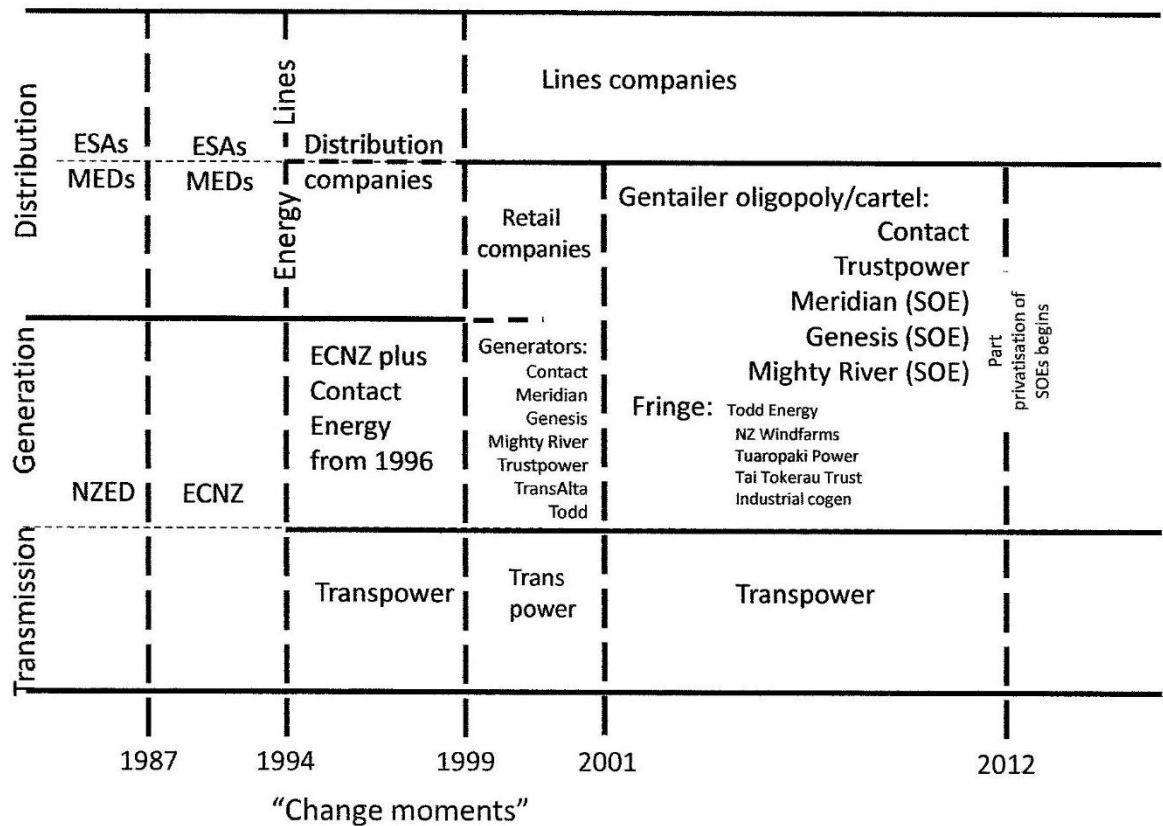 Distribution
Generation
Transmission
ESAs
MEDs
NZED
ESAs
MEDs
ECNZ
Lines
Energy
Distribution
companies
ECNZ plus
Contact
Energy
from 1996
Transpower
Lines companies
Retail
companies
Generators:
Contact
Meridian
Genesis
Mighty River
Trustpower
TransAlta
Todd
Trans
power
Gentailer oligopoly/cartel:
Contact
Trustpower
Meridian (SOE)
Genesis (SOE)
Mighty River (SOE)
Fringe: Todd Energy
NZ Windfarms
Tuaropaki Power
Tai Tokerau Trust
Industrial cogen
Transpower
Part
privatisation of
SOEs begins
1987
1994
1999
2001
2012
“Change moments”